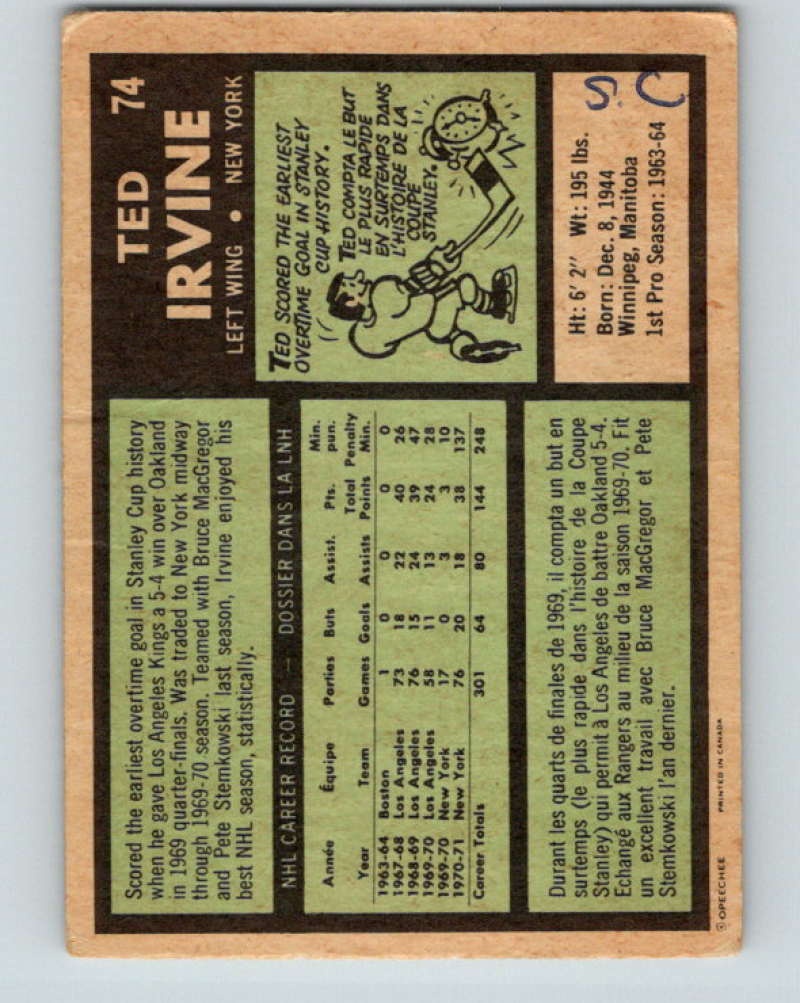 TED 74
IRVINE
LEFT WING • NEW YORK
TED SCORED THE EARLIEST
OVERTIME GOAL IN STANLEY
CUP HISTORY.
TED COMPTA LE BUT
LE PLUS RAPIDE
EN SURTEMPS DANS
L'HISTOIRE DE LA
COUPE
STANLEY.
S.C
Ht: 6' 2" Wt: 195 lbs.
Born: Dec. 8, 1944
Winnipeg, Manitoba
1st Pro Season: 1963-64
Scored the earliest overtime goal in Stanley Cup history
when he gave Los Angeles Kings a 5-4 win over Oakland
in 1969 quarter-finals. Was traded to New York midway
through 1969-70 season. Teamed with Bruce MacGregor
and Pete Stemkowski last season, Irvine enjoyed his
best NHL season, statistically.
NHL CAREER RECORD — DOSSIER DANS LA LNH
Année Équipe Parties Buts Assist. Pts. Min. pun.
Year Team Games Goals Assists Total Points Penalty Min.
1963-64 Boston 1 0 0 0 0
1967-68 Los Angeles 73 18 22 40 26
1968-69 Los Angeles 76 15 24 39 47
1969-70 Los Angeles 58 11 13 24 28
1969-70 New York 17 0 3 3 10
1970-71 New York 76 20 18 38 137
Career Totals 301 64 80 144 248
Durant les quarts de finales de 1969, il compta un but en
surtemps (le plus rapide dans l'histoire de la Coupe
Stanley) qui permit à Los Angeles de battre Oakland 5-4.
Echangé aux Rangers au milieu de la saison 1969-70. Fit
un excellent travail avec Bruce MacGregor et Pete
Stemkowski l'an dernier.
© OPEECHEE PRINTED IN CANADA